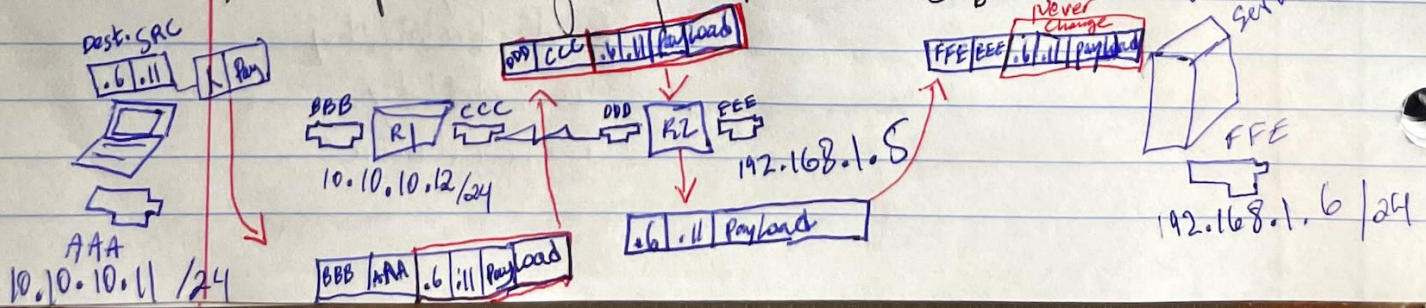 Never
Change
Dest. SRC
.6 .11 Pay
DDD CCC .6 .11 Payload
FFE EEE .6 .11 Payload
BBB R1 CCC DDD R2 EEE
FFE
10.10.10.12/24
192.168.1.5
192.168.1.6 /24
.6 .11 Payload
AAA
10.10.10.11 /24
BBB AAA .6 .11 Payload